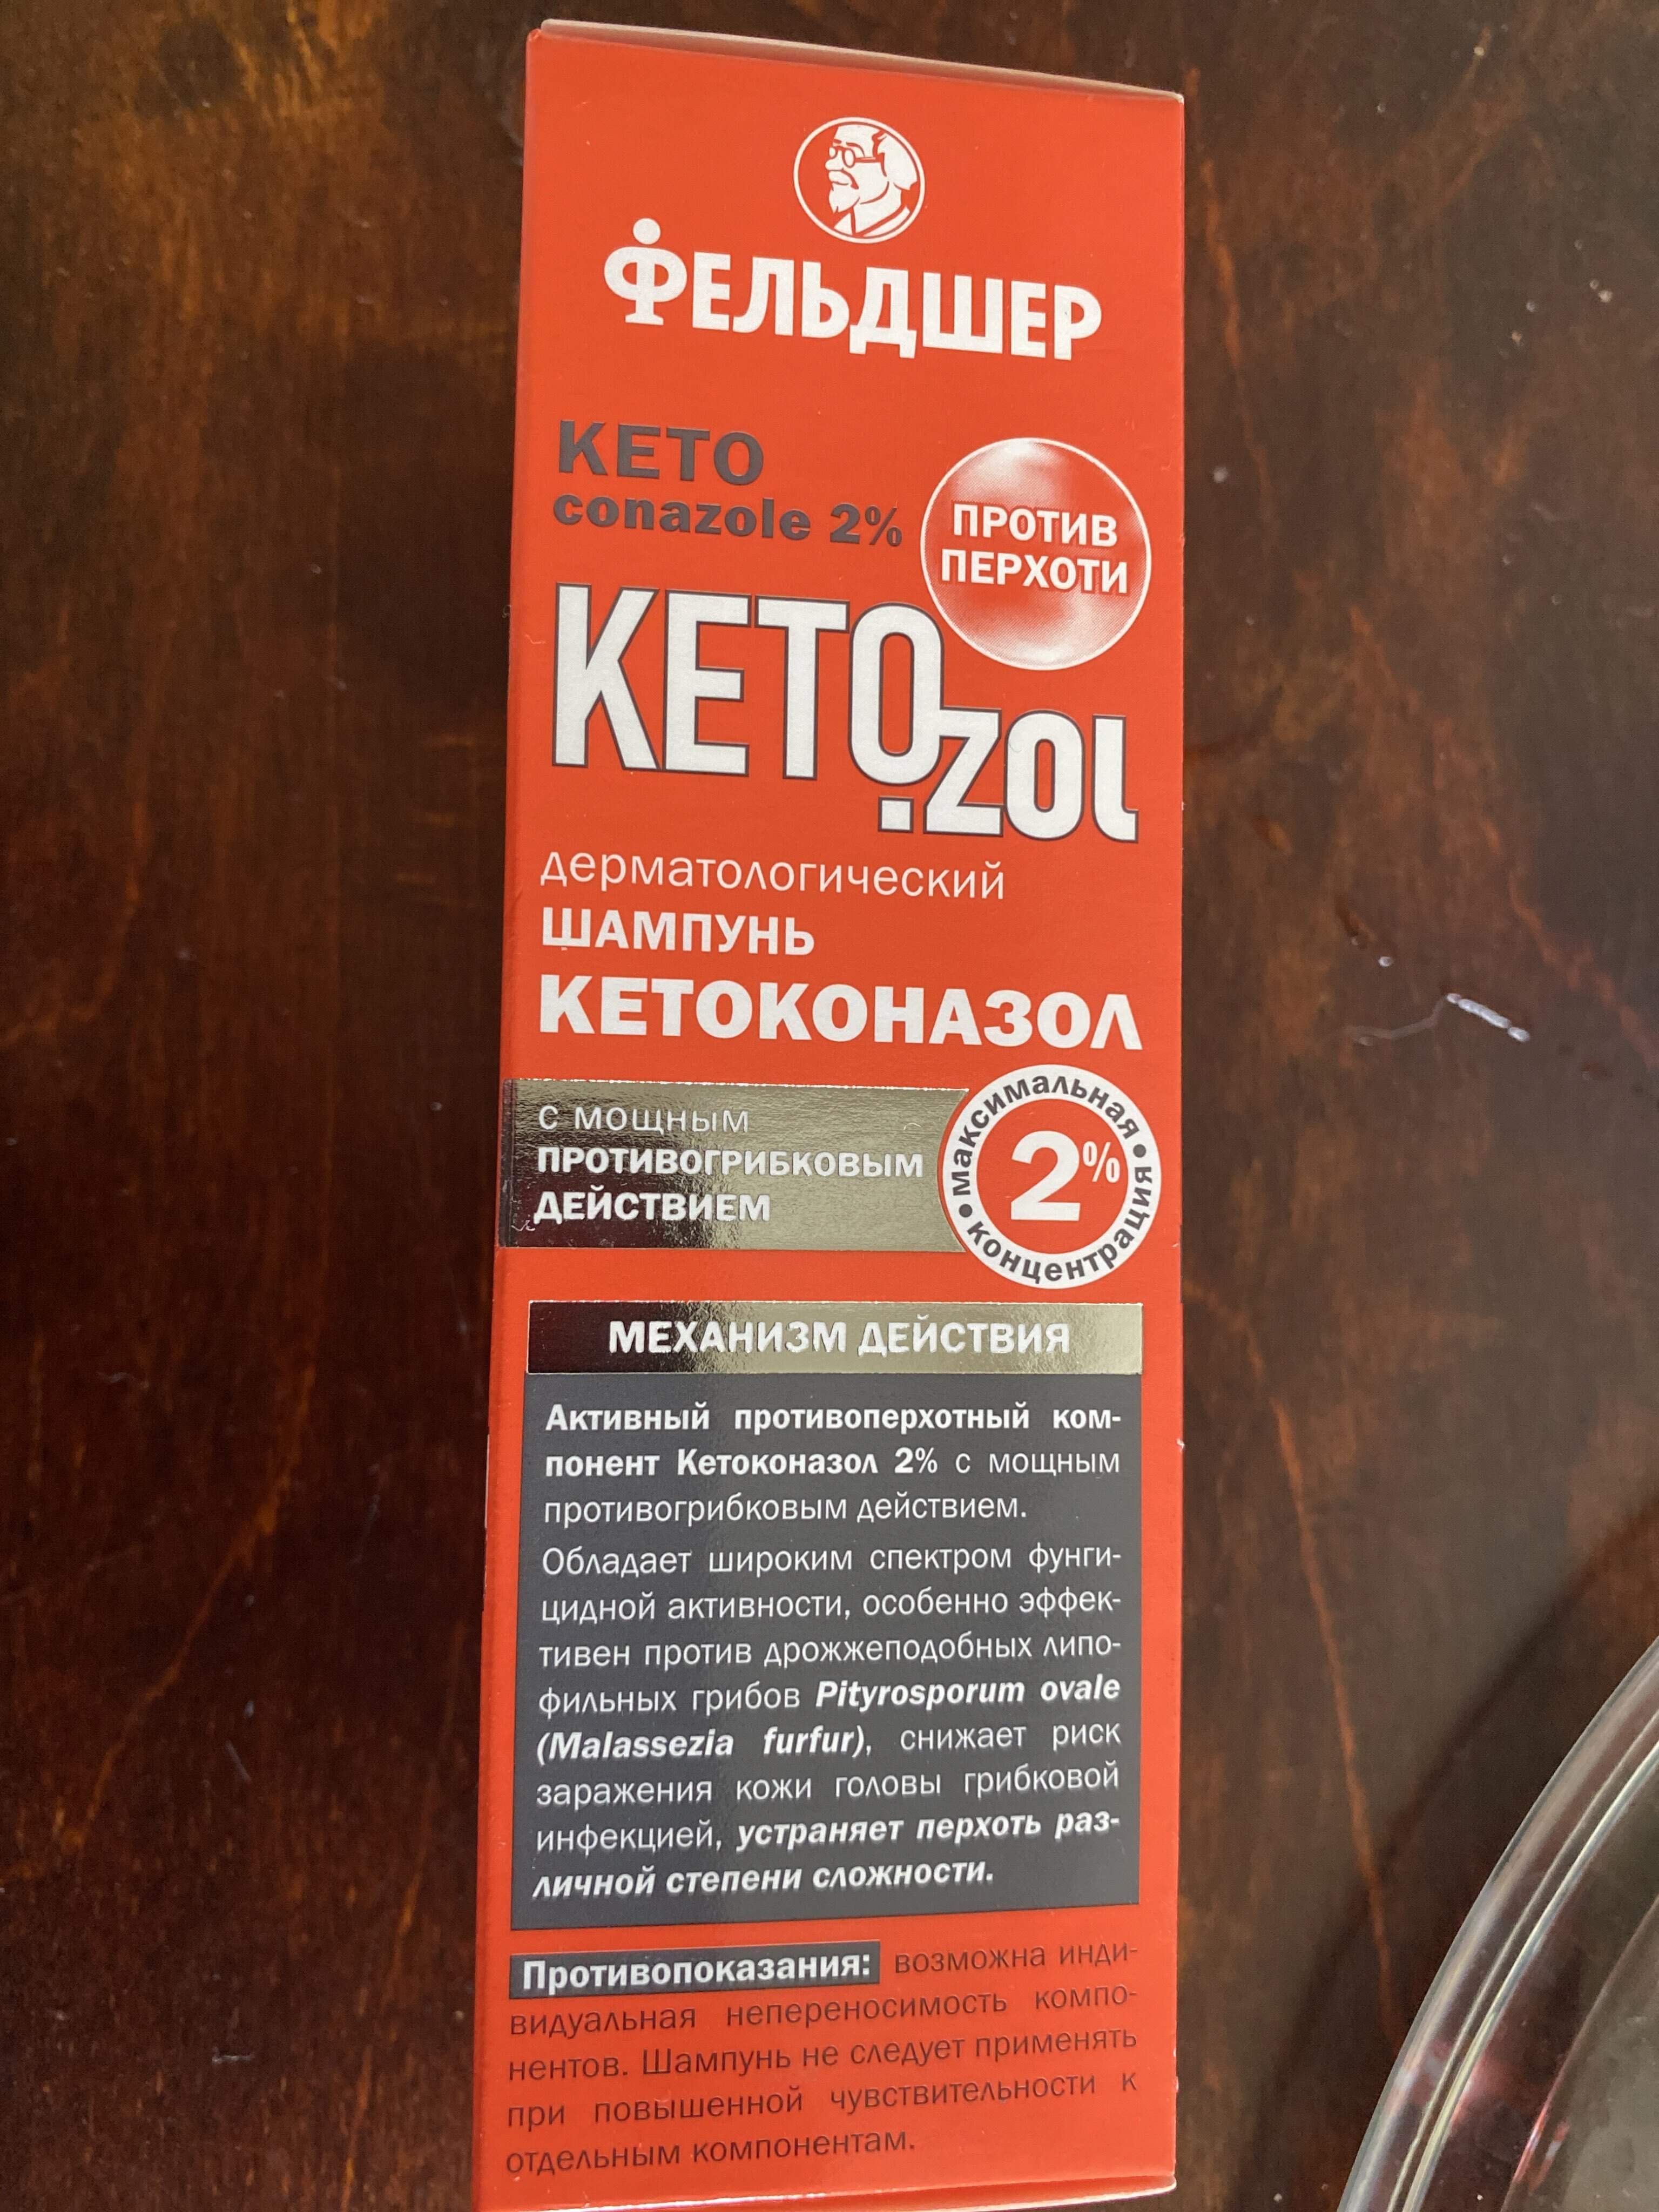 ФЕЛЬДШЕР
KETO
conazole 2%
ПРОТИВ
ПЕРХОТИ
KETO.zol
дерматологический
ШАМПУНЬ
КЕТОКОНАЗОЛ
с мощным
ПРОТИВОГРИБКОВЫМ
ДЕЙСТВИЕМ
максимальная • концентрация •
2%
МЕХАНИЗМ ДЕЙСТВИЯ
Активный противоперхотный ком-
понент Кетоконазол 2% с мощным
противогрибковым действием.
Обладает широким спектром фунги-
цидной активности, особенно эффек-
тивен против дрожжеподобных липо-
фильных грибов Pityrosporum ovale
(Malassezia furfur), снижает риск
заражения кожи головы грибковой
инфекцией, устраняет перхоть раз-
личной степени сложности.
Противопоказания: возможна инди-
видуальная непереносимость компо-
нентов. Шампунь не следует применять
при повышенной чувствительности к
отдельным компонентам.